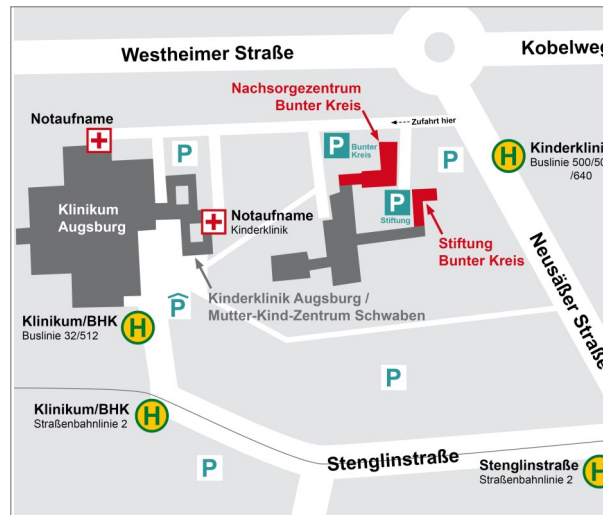 Westheimer Straße
Kobelweg
Nachsorgezentrum
Bunter Kreis
Notaufname
Zufahrt hier
P
P
Bunter
Kreis
P
H
Kinderklini
Buslinie 500/50
/640
Klinikum
Augsburg
Notaufname
Kinderklinik
P
Stiftung
Stiftung
Bunter Kreis
Neusäßer Straße
Kinderklinik Augsburg /
Mutter-Kind-Zentrum Schwaben
P
Klinikum/BHK
Buslinie 32/512
H
P
Klinikum/BHK
Straßenbahnlinie 2
H
Stenglinstraße
P
Stenglinstraße
Straßenbahnlinie 2
H